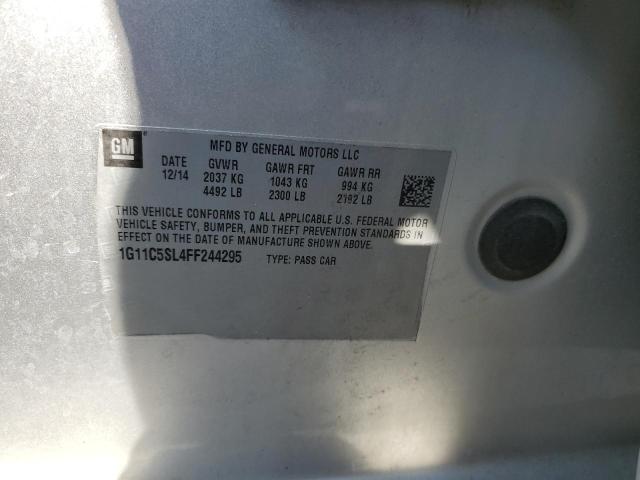 GM
MFD BY GENERAL MOTORS LLC
DATE GVWR GAWR FRT GAWR RR
12/14 2037 KG 1043 KG 994 KG
4492 LB 2300 LB 2192 LB
THIS VEHICLE CONFORMS TO ALL APPLICABLE U.S. FEDERAL MOTOR
VEHICLE SAFETY, BUMPER, AND THEFT PREVENTION STANDARDS IN
EFFECT ON THE DATE OF MANUFACTURE SHOWN ABOVE.
1G11C5SL4FF244295 TYPE: PASS CAR